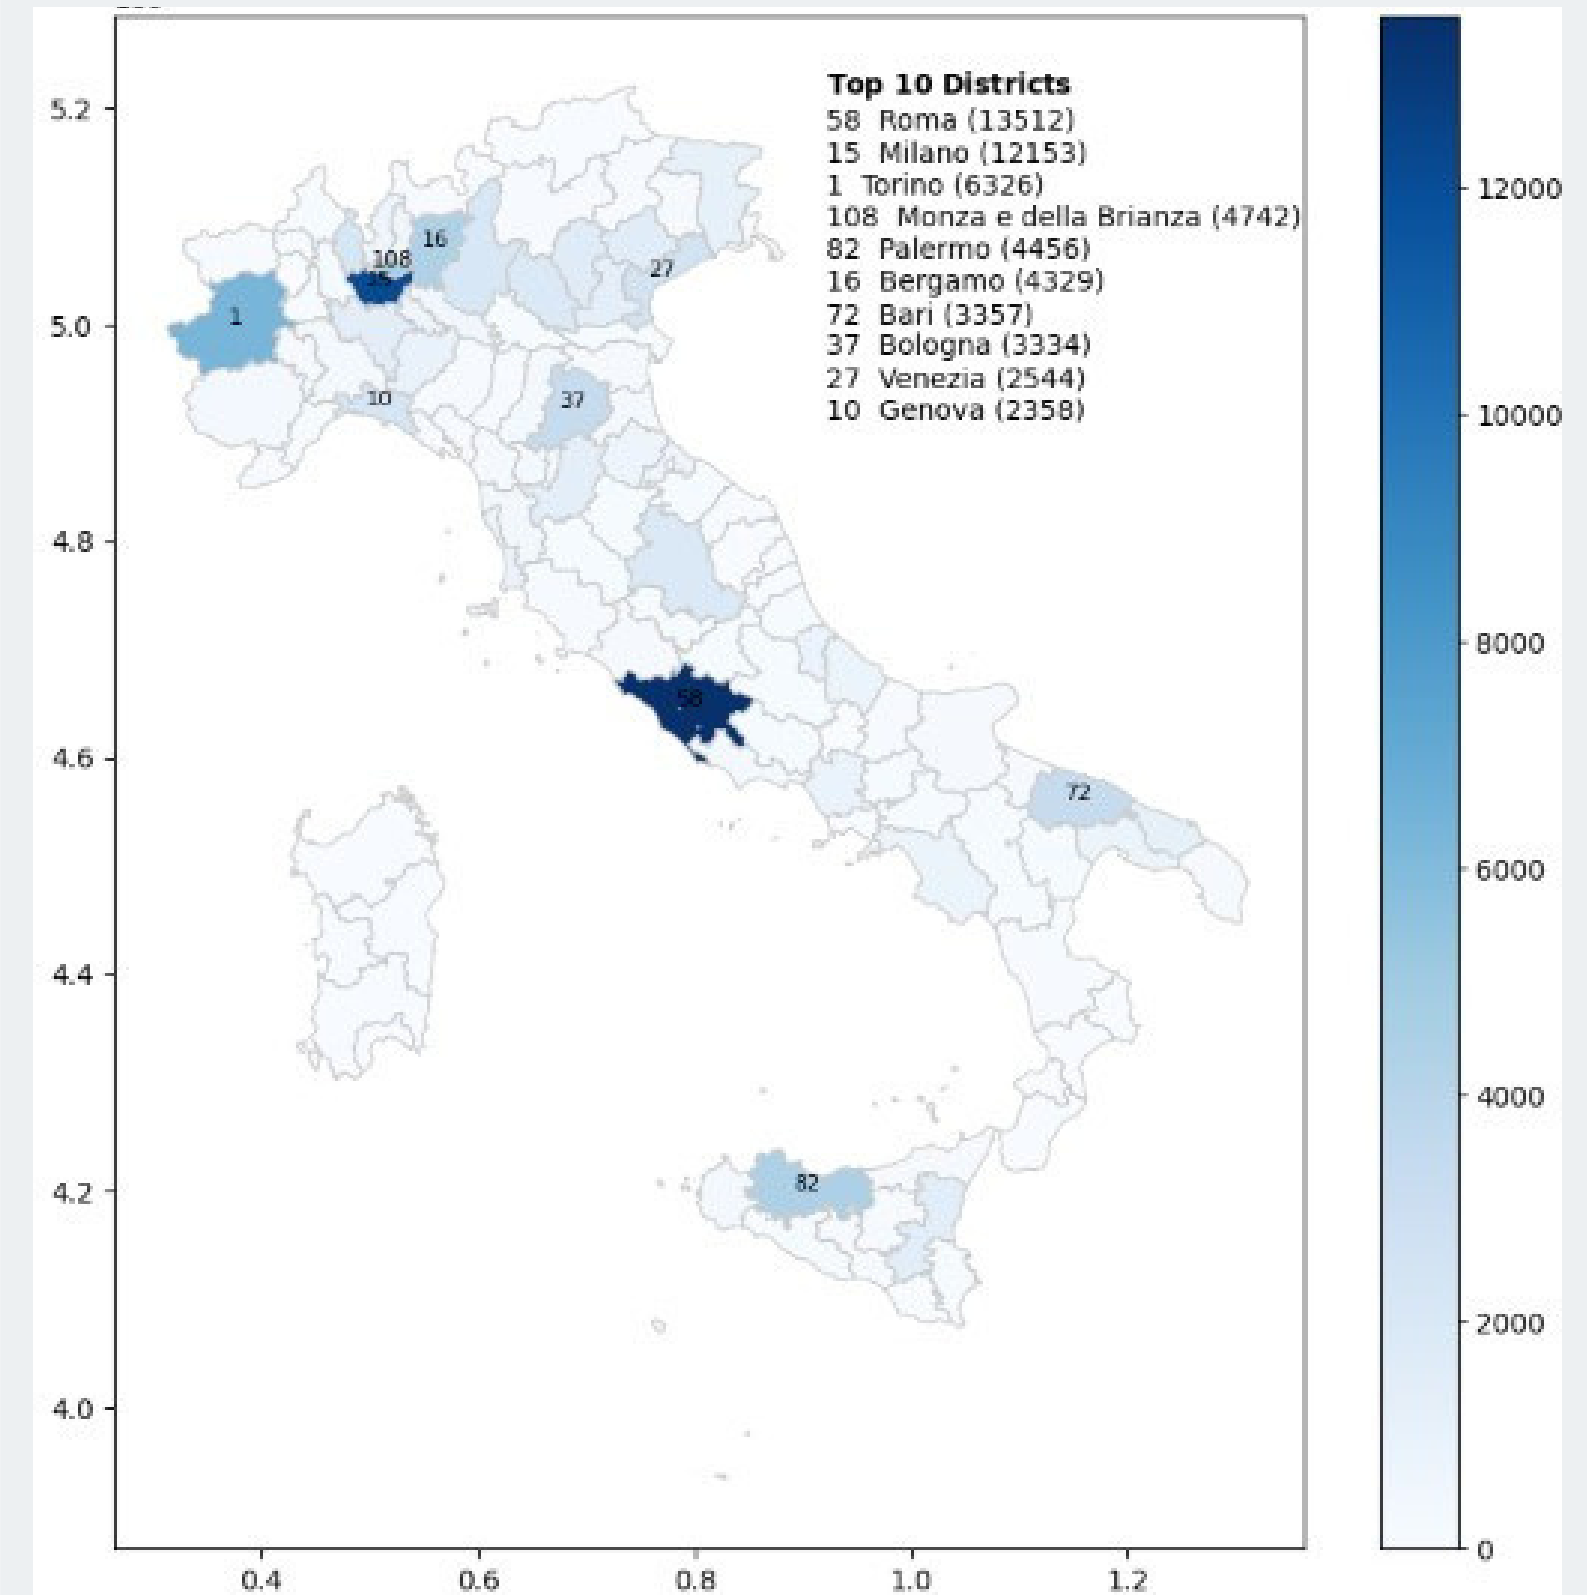 Top 10 Districts
58 Roma (13512)
15 Milano (12153)
1 Torino (6326)
108 Monza e della Brianza (4742)
82 Palermo (4456)
16 Bergamo (4329)
72 Bari (3357)
37 Bologna (3334)
27 Venezia (2544)
10 Genova (2358)
5.2
5.0
4.8
4.6
4.4
4.2
4.0
16
108
15
27
1
10
37
58
72
82
0.4 0.6 0.8 1.0 1.2
12000
10000
8000
6000
4000
2000
0